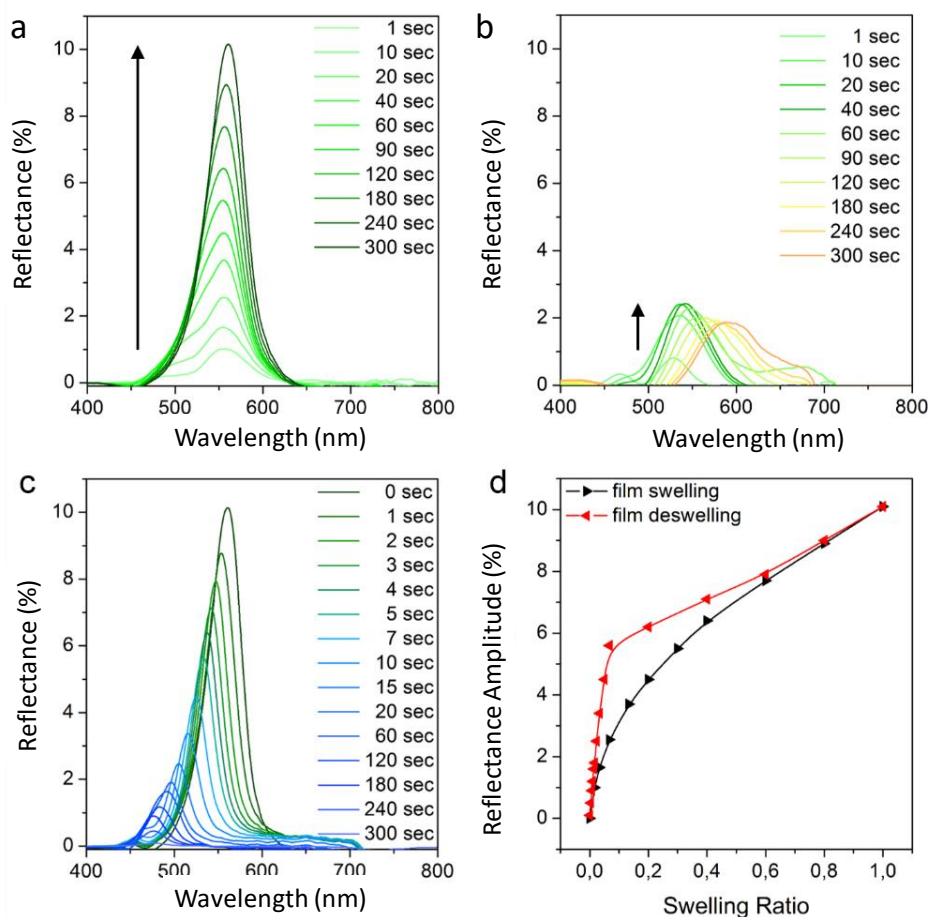 a
1 sec
10 sec
20 sec
40 sec
60 sec
90 sec
120 sec
180 sec
240 sec
300 sec
10
8
6
4
2
0
Reflectance (%)
400 500 600 700 800
Wavelength (nm)
b
1 sec
10 sec
20 sec
40 sec
60 sec
90 sec
120 sec
180 sec
240 sec
300 sec
10
8
6
4
2
0
Reflectance (%)
400 500 600 700 800
Wavelength (nm)
c
0 sec
1 sec
2 sec
3 sec
4 sec
5 sec
7 sec
10 sec
15 sec
20 sec
60 sec
120 sec
180 sec
240 sec
300 sec
10
8
6
4
2
0
Reflectance (%)
400 500 600 700 800
Wavelength (nm)
d
film swelling
film deswelling
10
8
6
4
2
0
Reflectance Amplitude (%)
0,0 0,2 0,4 0,6 0,8 1,0
Swelling Ratio